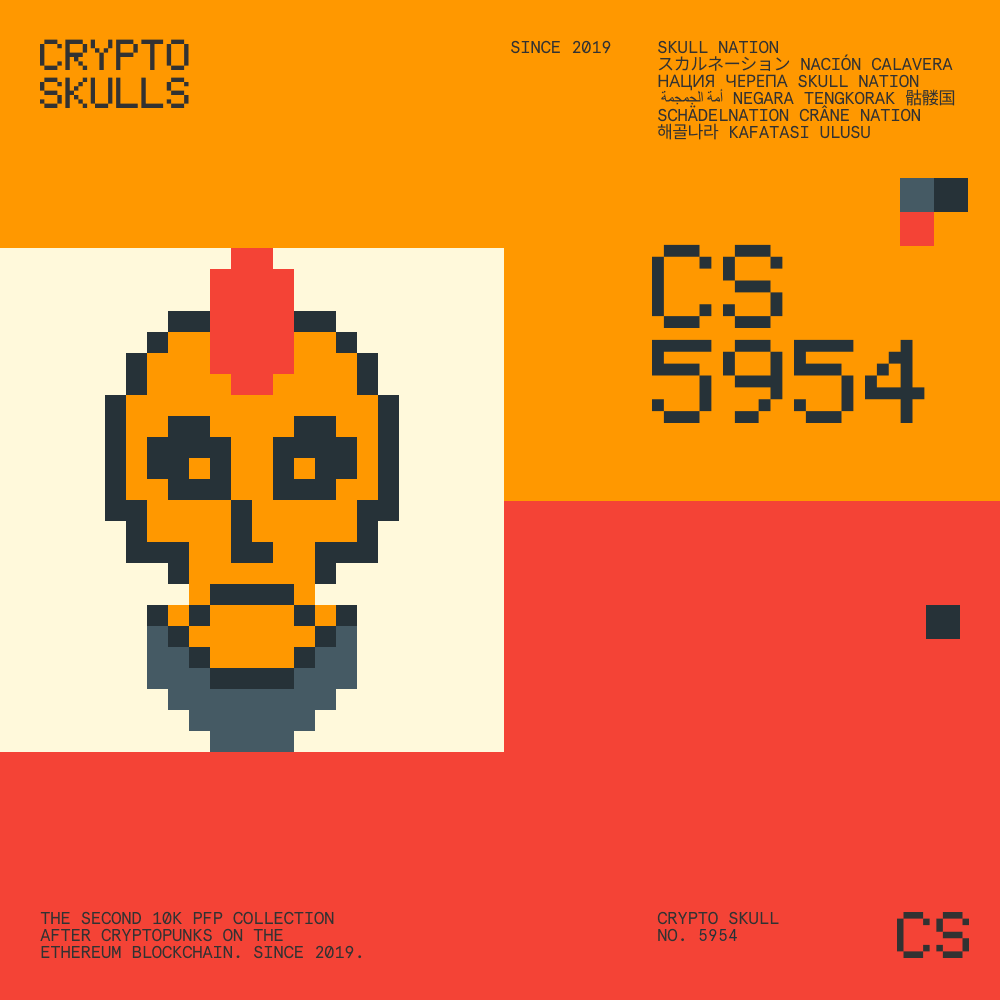 CRYPTO
SKULLS
SINCE 2019
SKULL NATION
スカルネーション NACIÓN CALAVERA
НАЦИЯ ЧЕРЕПА SKULL NATION
أمة الجمجمة NEGARA TENGKORAK 骷髅国
SCHÄDELNATION CRÂNE NATION
해골나라 KAFATASI ULUSU
CS
5954
THE SECOND 10K PFP COLLECTION
AFTER CRYPTOPUNKS ON THE
ETHEREUM BLOCKCHAIN. SINCE 2019.
CRYPTO SKULL
NO. 5954
CS